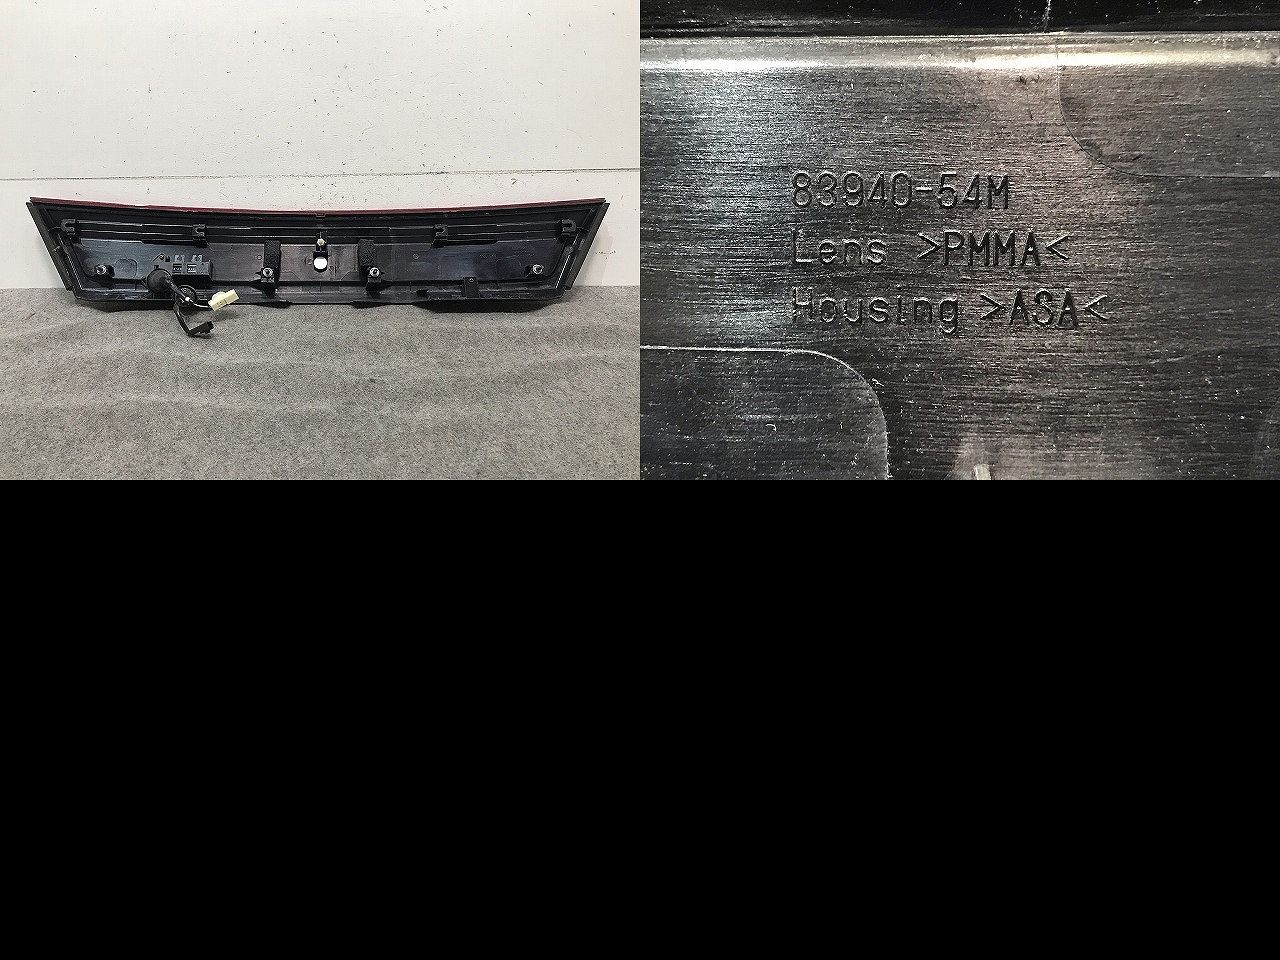 83940-54M
Lens >PMMA<
Housing >ASA<